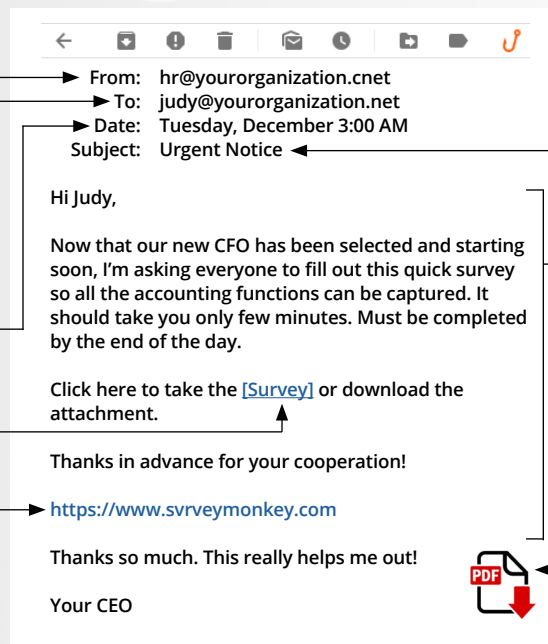 From: hr@yourorganization.cnet
To: judy@yourorganization.net
Date: Tuesday, December 3:00 AM
Subject: Urgent Notice
Hi Judy,
Now that our new CFO has been selected and starting
soon, I’m asking everyone to fill out this quick survey
so all the accounting functions can be captured. It
should take you only few minutes. Must be completed
by the end of the day.
Click here to take the [Survey] or download the
attachment.
Thanks in advance for your cooperation!
https://www.svrveymonkey.com
Thanks so much. This really helps me out!
PDF
Your CEO